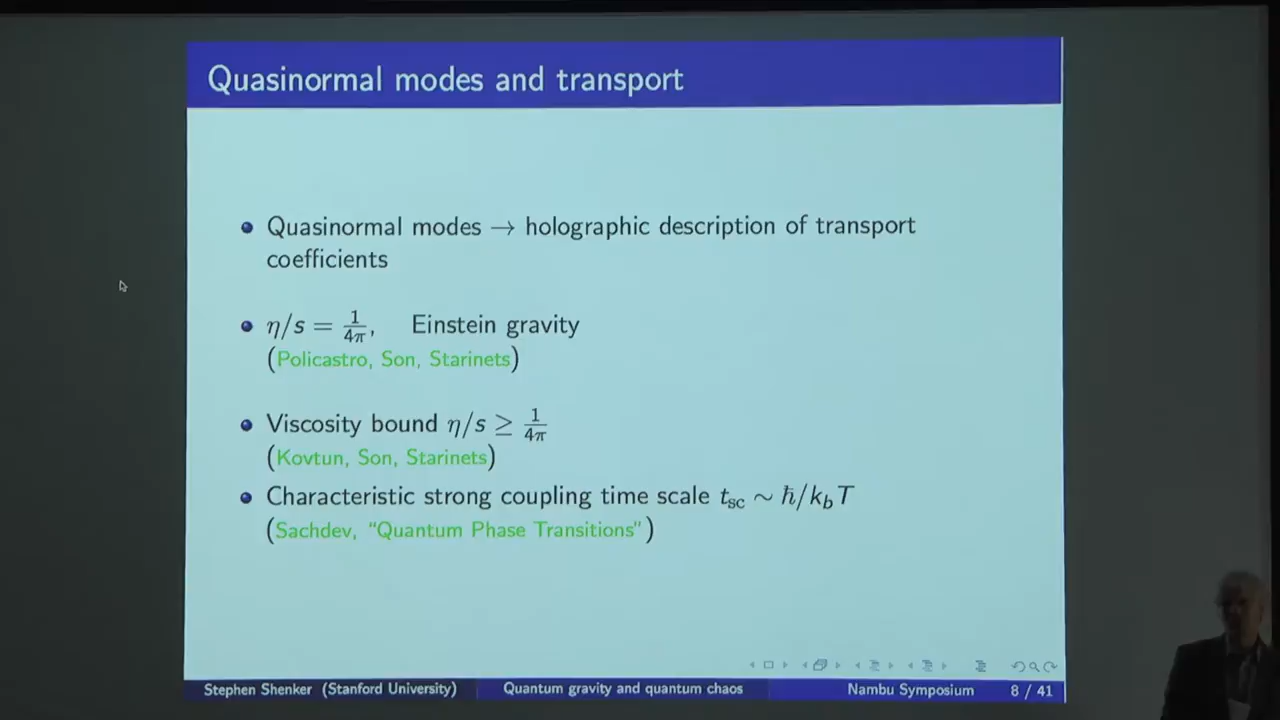 Quasinormal modes and transport
Quasinormal modes → holographic description of transport
coefficients
η/s = 1/4π, Einstein gravity
(Policastro, Son, Starinets)
Viscosity bound η/s ≥ 1/4π
(Kovtun, Son, Starinets)
Characteristic strong coupling time scale t_sc ∼ ℏ/k_b T
(Sachdev, “Quantum Phase Transitions”)
Stephen Shenker (Stanford University) Quantum gravity and quantum chaos Nambu Symposium 8 / 41